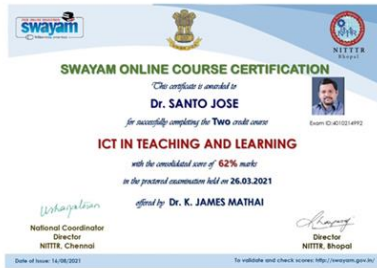 swayam
NITTTR
Bhopal
SWAYAM ONLINE COURSE CERTIFICATION
This certificate is awarded to
Dr. SANTO JOSE
for successfully completing the Two credit course
Exam ID:4010214992
ICT IN TEACHING AND LEARNING
with the consolidated score of 62% marks
in the proctored examination held on 26.03.2021
offered by Dr. K. JAMES MATHAI
National Coordinator
Director
NITTTR, Chennai
Director
NITTTR, Bhopal
Date of Issue: 16/08/2021
To validate and check scores: http://swayam.gov.in/